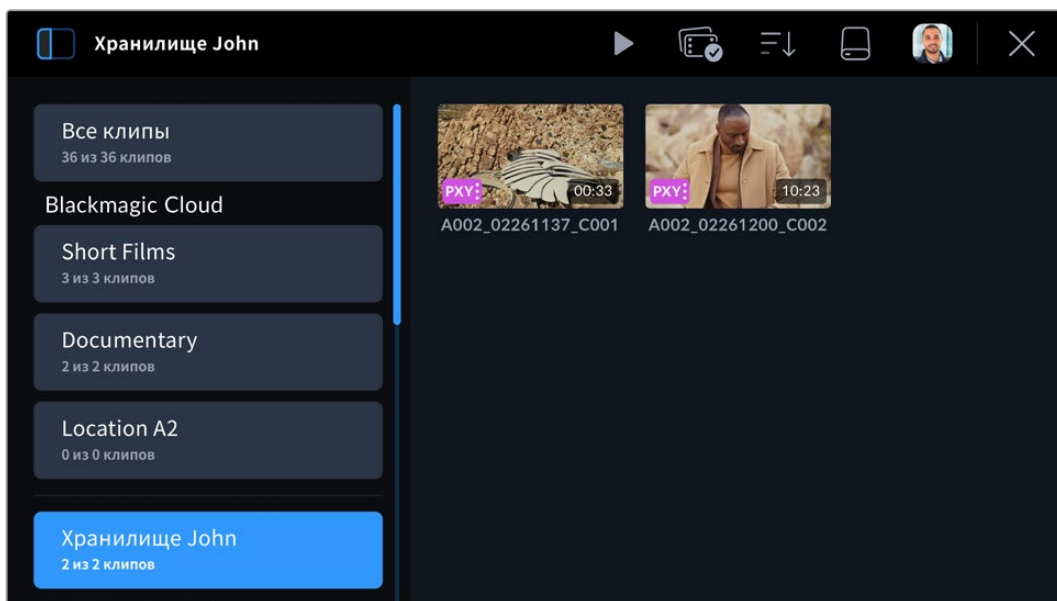 Хранилище John
Все клипы
36 из 36 клипов
Blackmagic Cloud
Short Films
3 из 3 клипов
Documentary
2 из 2 клипов
Location A2
0 из 0 клипов
Хранилище John
2 из 2 клипов
PXY 00:33
A002_02261137_C001
PXY 10:23
A002_02261200_C002